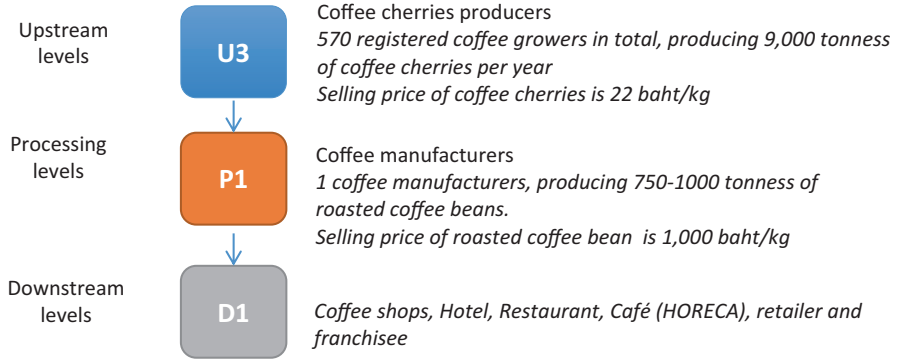 Upstream
levels
U3
Coffee cherries producers
570 registered coffee growers in total, producing 9,000 tonness
of coffee cherries per year
Selling price of coffee cherries is 22 baht/kg
Processing
levels
P1
Coffee manufacturers
1 coffee manufacturers, producing 750-1000 tonness of
roasted coffee beans.
Selling price of roasted coffee bean is 1,000 baht/kg
Downstream
levels
D1
Coffee shops, Hotel, Restaurant, Café (HORECA), retailer and
franchisee